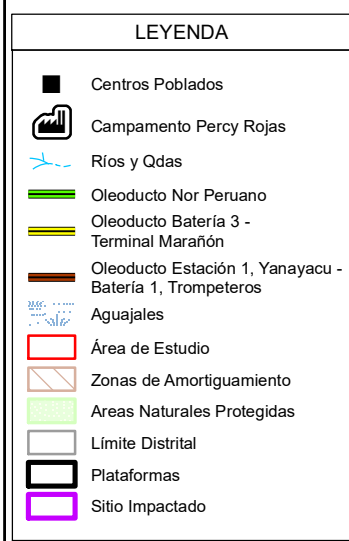 LEYENDA
Centros Poblados
Campamento Percy Rojas
Ríos y Qdas
Oleoducto Nor Peruano
Oleoducto Batería 3 -
Terminal Marañón
Oleoducto Estación 1, Yanayacu -
Batería 1, Trompeteros
Aguajales
Área de Estudio
Zonas de Amortiguamiento
Areas Naturales Protegidas
Límite Distrital
Plataformas
Sitio Impactado